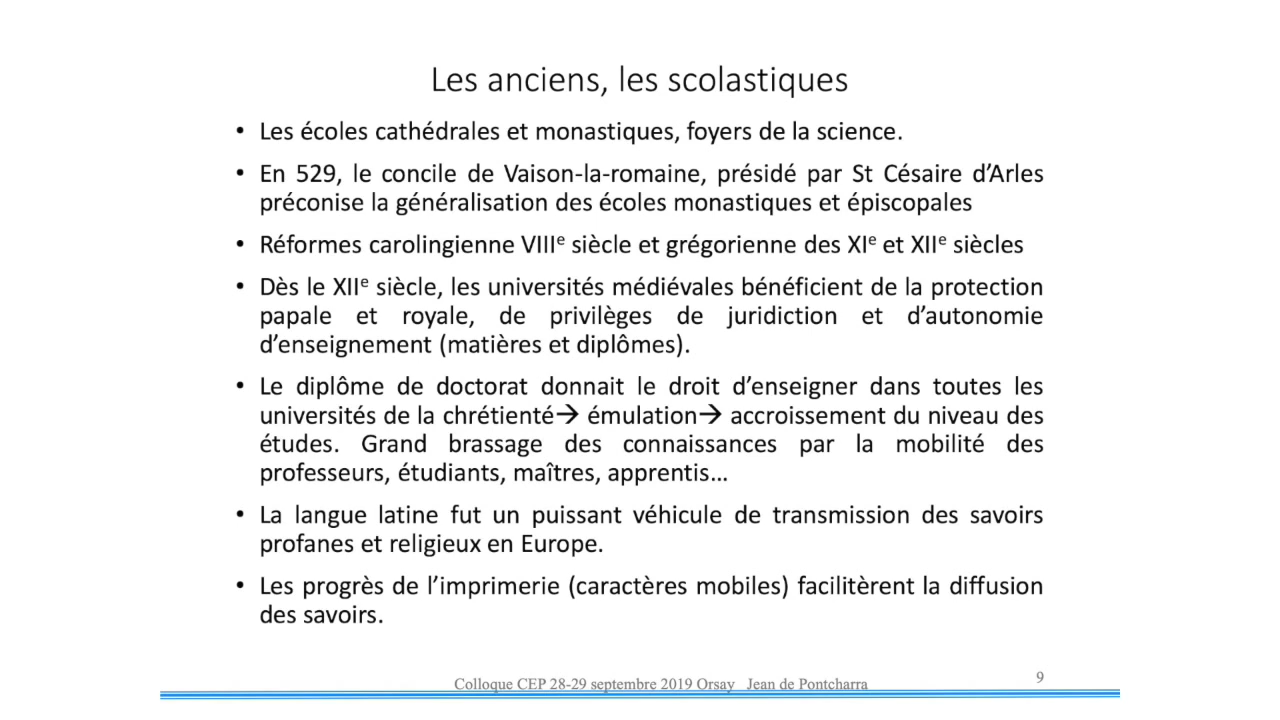 Les anciens, les scolastiques
• Les écoles cathédrales et monastiques, foyers de la science.
• En 529, le concile de Vaison-la-romaine, présidé par St Césaire d’Arles
préconise la généralisation des écoles monastiques et épiscopales
• Réformes carolingienne VIIIe siècle et grégorienne des XIe et XIIe siècles
• Dès le XIIe siècle, les universités médiévales bénéficient de la protection
papale et royale, de privilèges de juridiction et d’autonomie
d’enseignement (matières et diplômes).
• Le diplôme de doctorat donnait le droit d’enseigner dans toutes les
universités de la chrétienté→ émulation→ accroissement du niveau des
études. Grand brassage des connaissances par la mobilité des
professeurs, étudiants, maîtres, apprentis…
• La langue latine fut un puissant véhicule de transmission des savoirs
profanes et religieux en Europe.
• Les progrès de l’imprimerie (caractères mobiles) facilitèrent la diffusion
des savoirs.
Colloque CEP 28-29 septembre 2019 Orsay Jean de Pontcharra
9